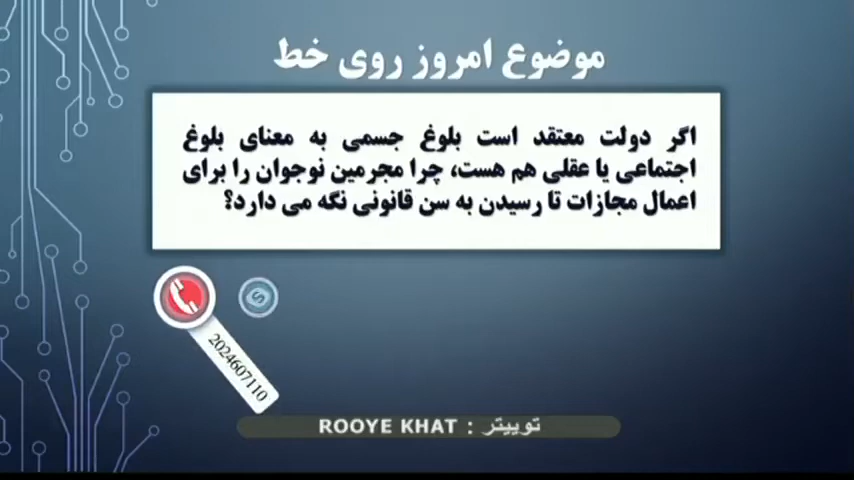 موضوع امروز روی خط
اگر دولت معتقد است بلوغ جسمی به معنای بلوغ
اجتماعی یا عقلی هم هست، چرا مجرمین نوجوان را برای
اعمال مجازات تا رسیدن به سن قانونی نگه می دارد؟
2024607110
توییتر : ROOYE KHAT